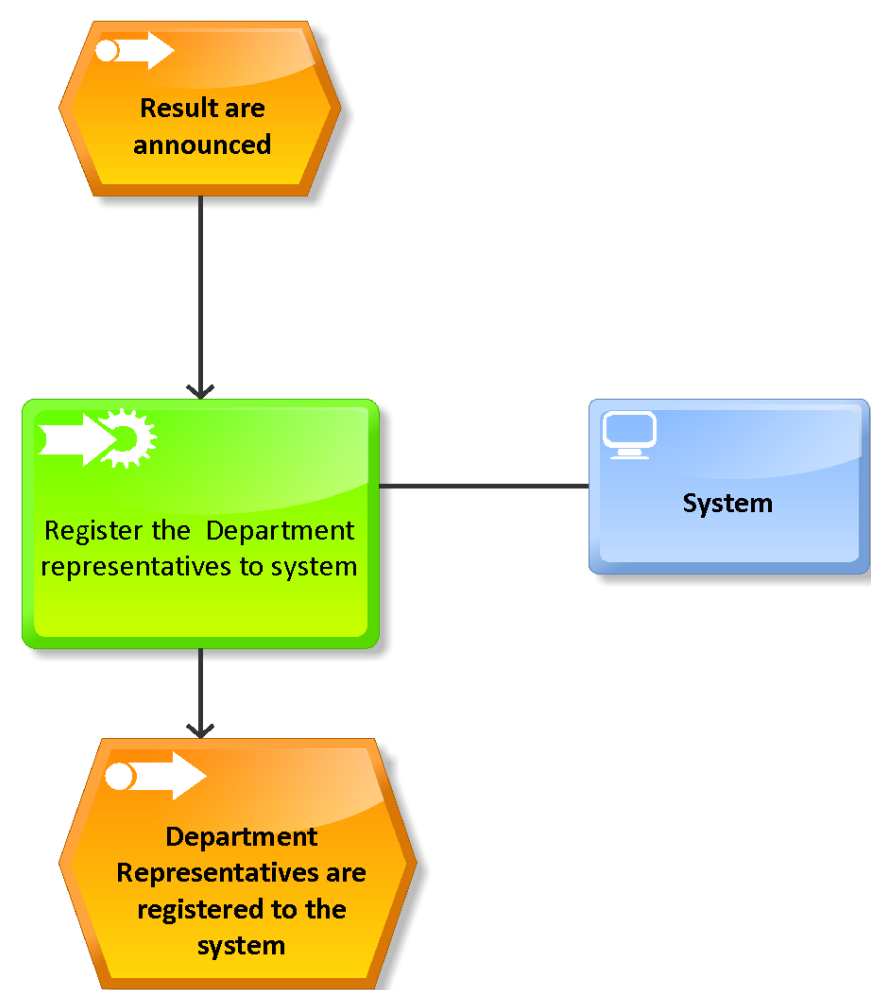 Result are
announced
Register the  Department
representatives to system
System
Department
Representatives are
registered to the
system